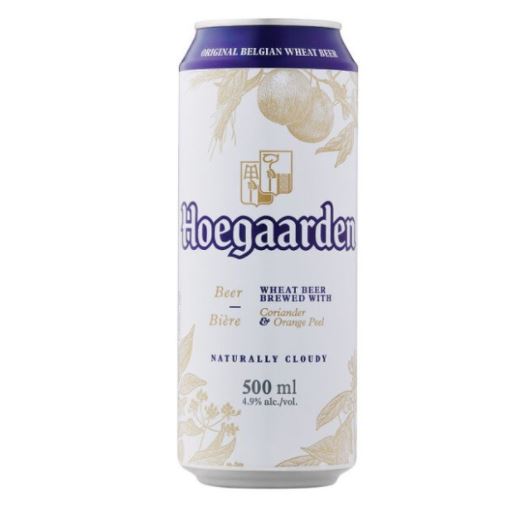 ORIGINAL BELGIAN WHEAT BEER
Hoegaarden
Beer
—
Bière
WHEAT BEER
BREWED WITH
Coriander
& Orange Peel
NATURALLY CLOUDY
500 ml
4.9% alc./vol.